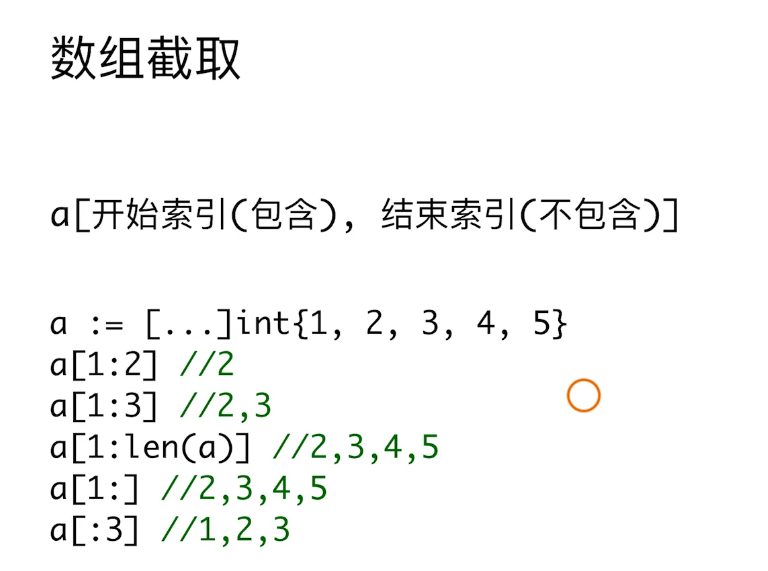 数组截取
a[开始索引(包含), 结束索引(不包含)]
a := [...]int{1, 2, 3, 4, 5}
a[1:2] //2
a[1:3] //2,3
a[1:len(a)] //2,3,4,5
a[1:] //2,3,4,5
a[:3] //1,2,3